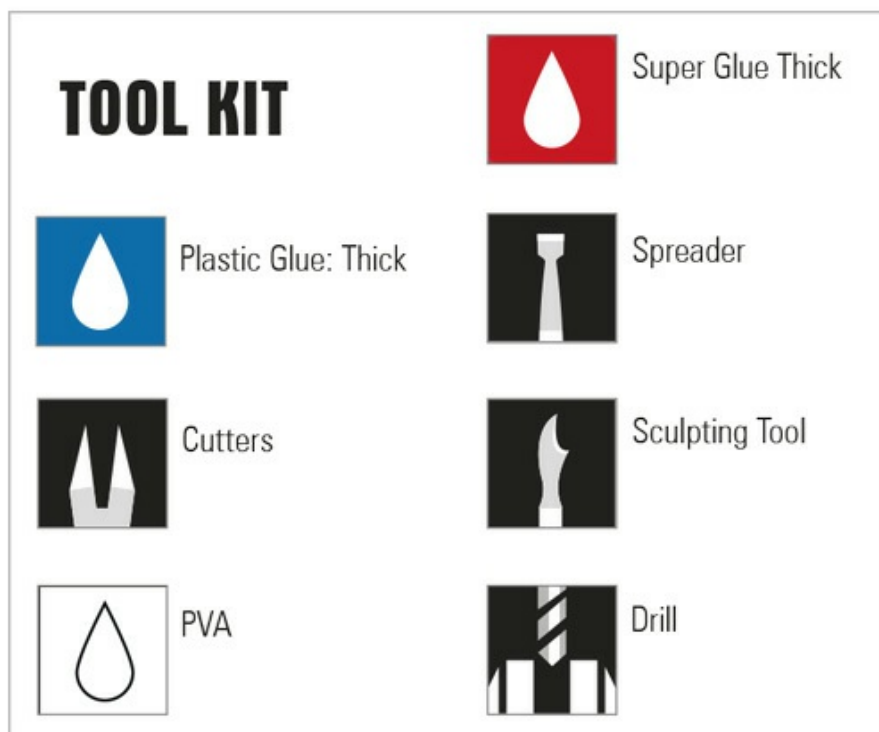 TOOL KIT
Plastic Glue: Thick
Cutters
PVA
Super Glue Thick
Spreader
Sculpting Tool
Drill